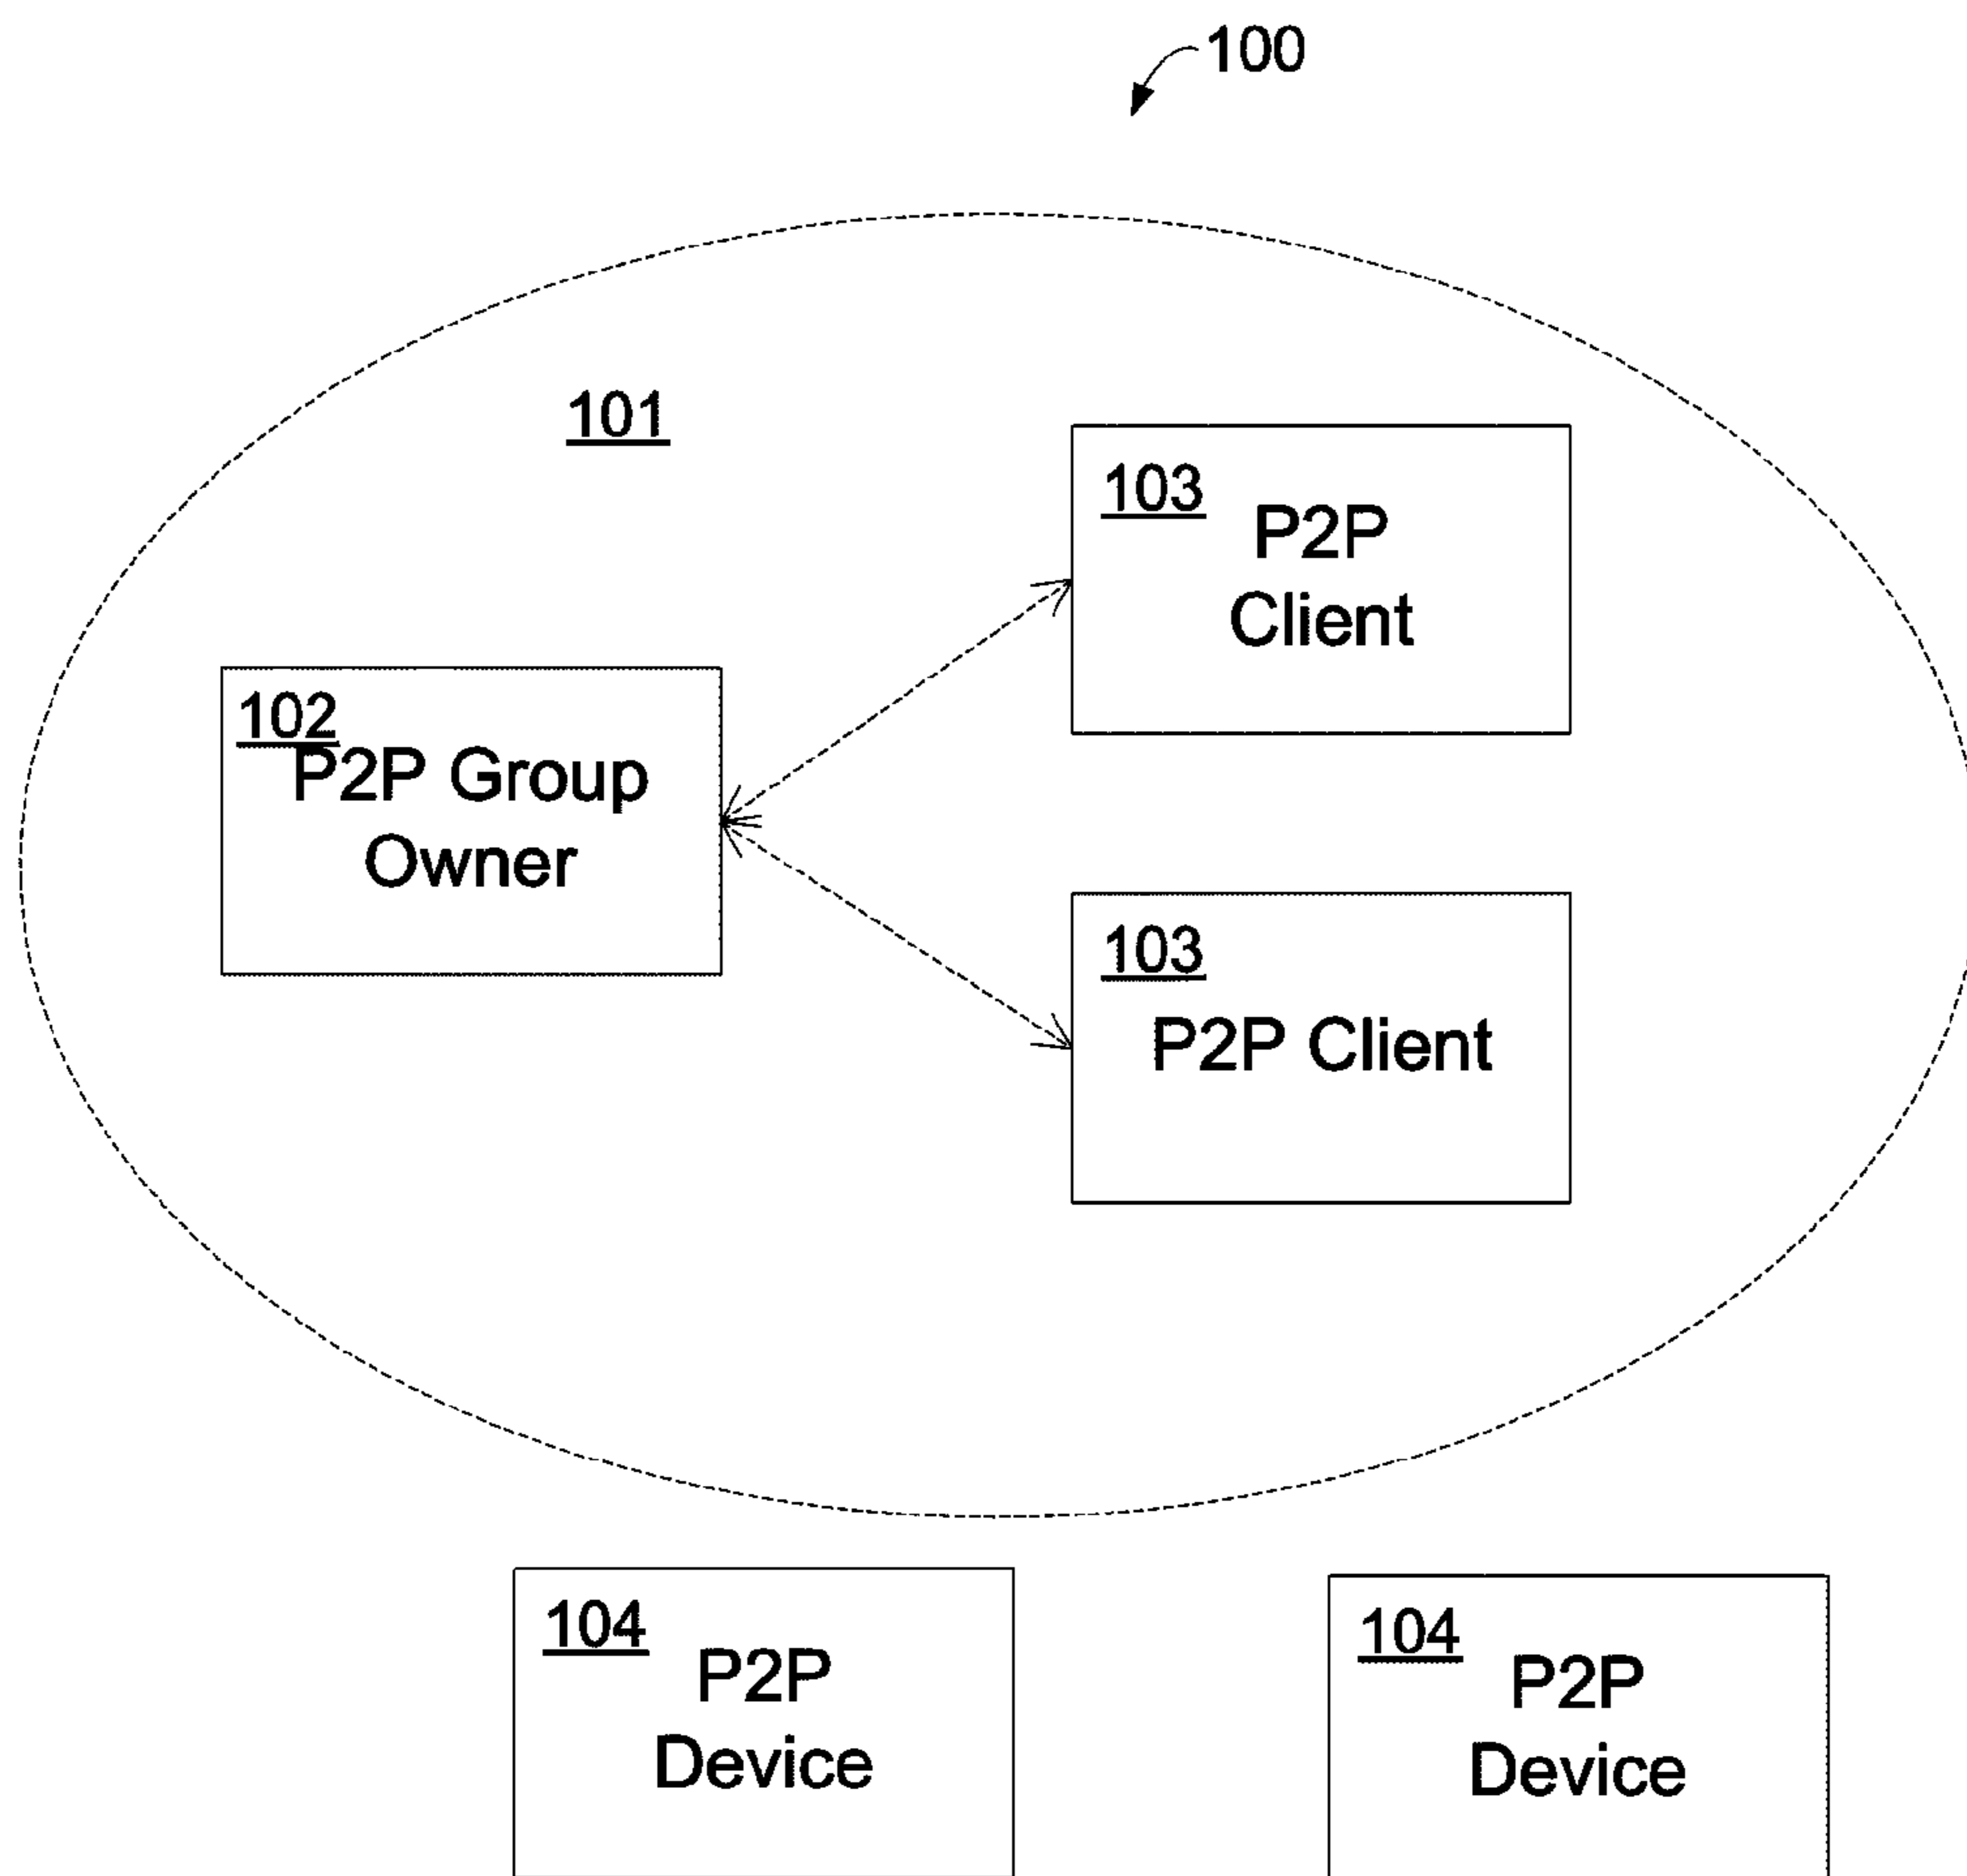 100
101
103
P2P
Client
102
P2P Group
Owner
103
P2P Client
104
P2P
Device
104
P2P
Device